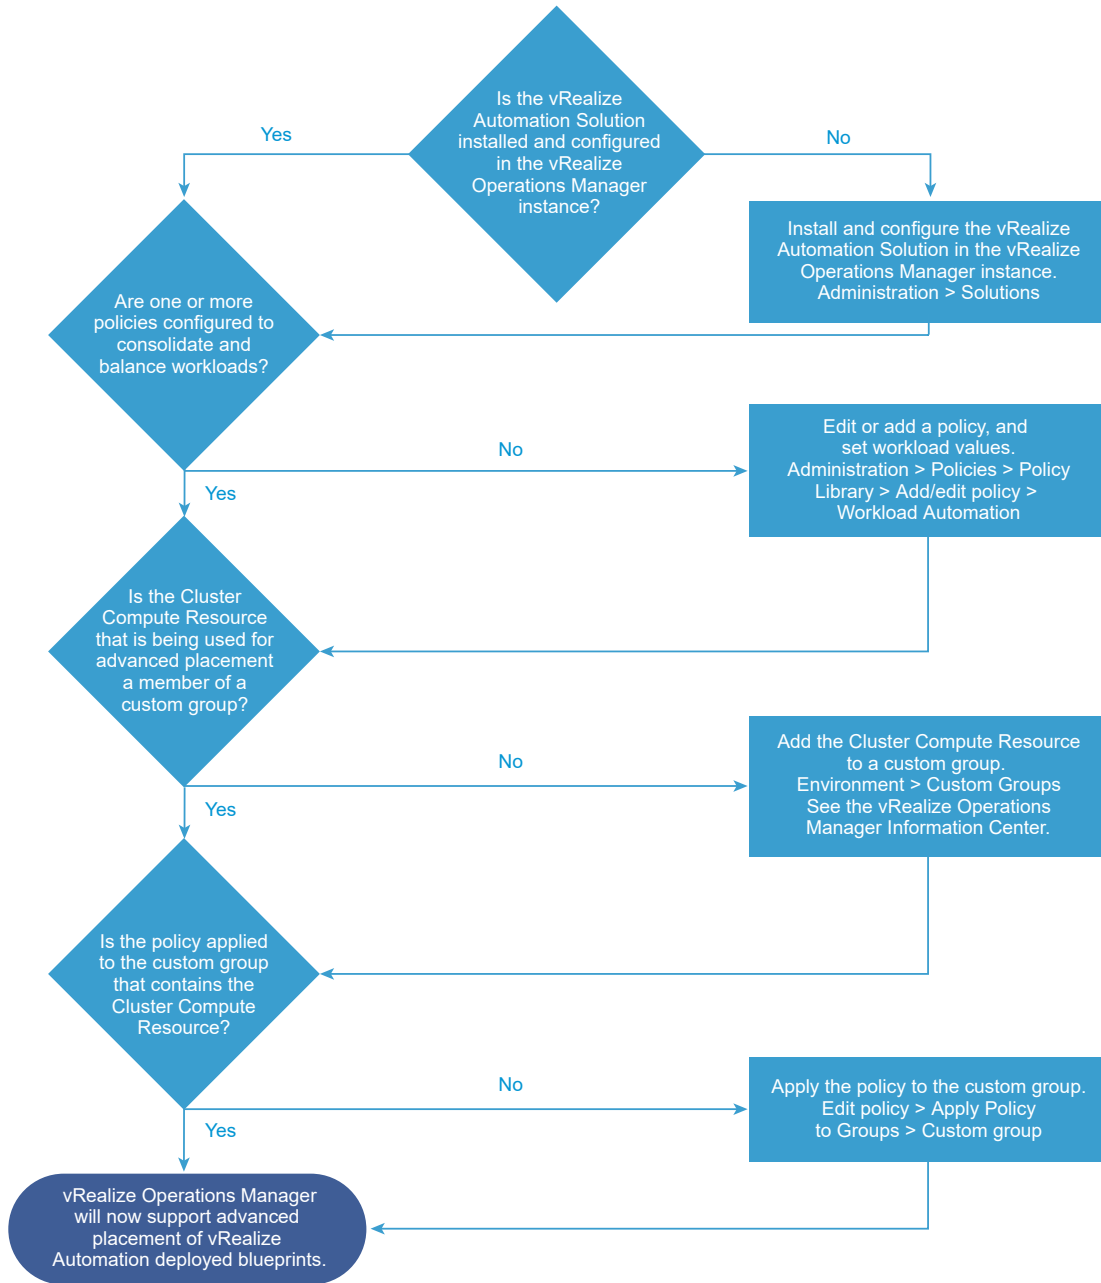 Is the vRealize
Automation Solution
installed and configured
in the vRealize
Operations Manager
instance?
Yes
No
Install and configure the vRealize
Automation Solution in the vRealize
Operations Manager instance.
Administration > Solutions
Are one or more
policies configured to
consolidate and
balance workloads?
No
Yes
Edit or add a policy, and
set workload values.
Administration > Policies > Policy
Library > Add/edit policy >
Workload Automation
Is the Cluster
Compute Resource
that is being used for
advanced placement
a member of a
custom group?
No
Yes
Add the Cluster Compute Resource
to a custom group.
Environment > Custom Groups
See the vRealize Operations
Manager Information Center.
Is the policy applied
to the custom group
that contains the
Cluster Compute
Resource?
No
Yes
Apply the policy to the custom group.
Edit policy > Apply Policy
to Groups > Custom group
vRealize Operations Manager
will now support advanced
placement of vRealize
Automation deployed blueprints.